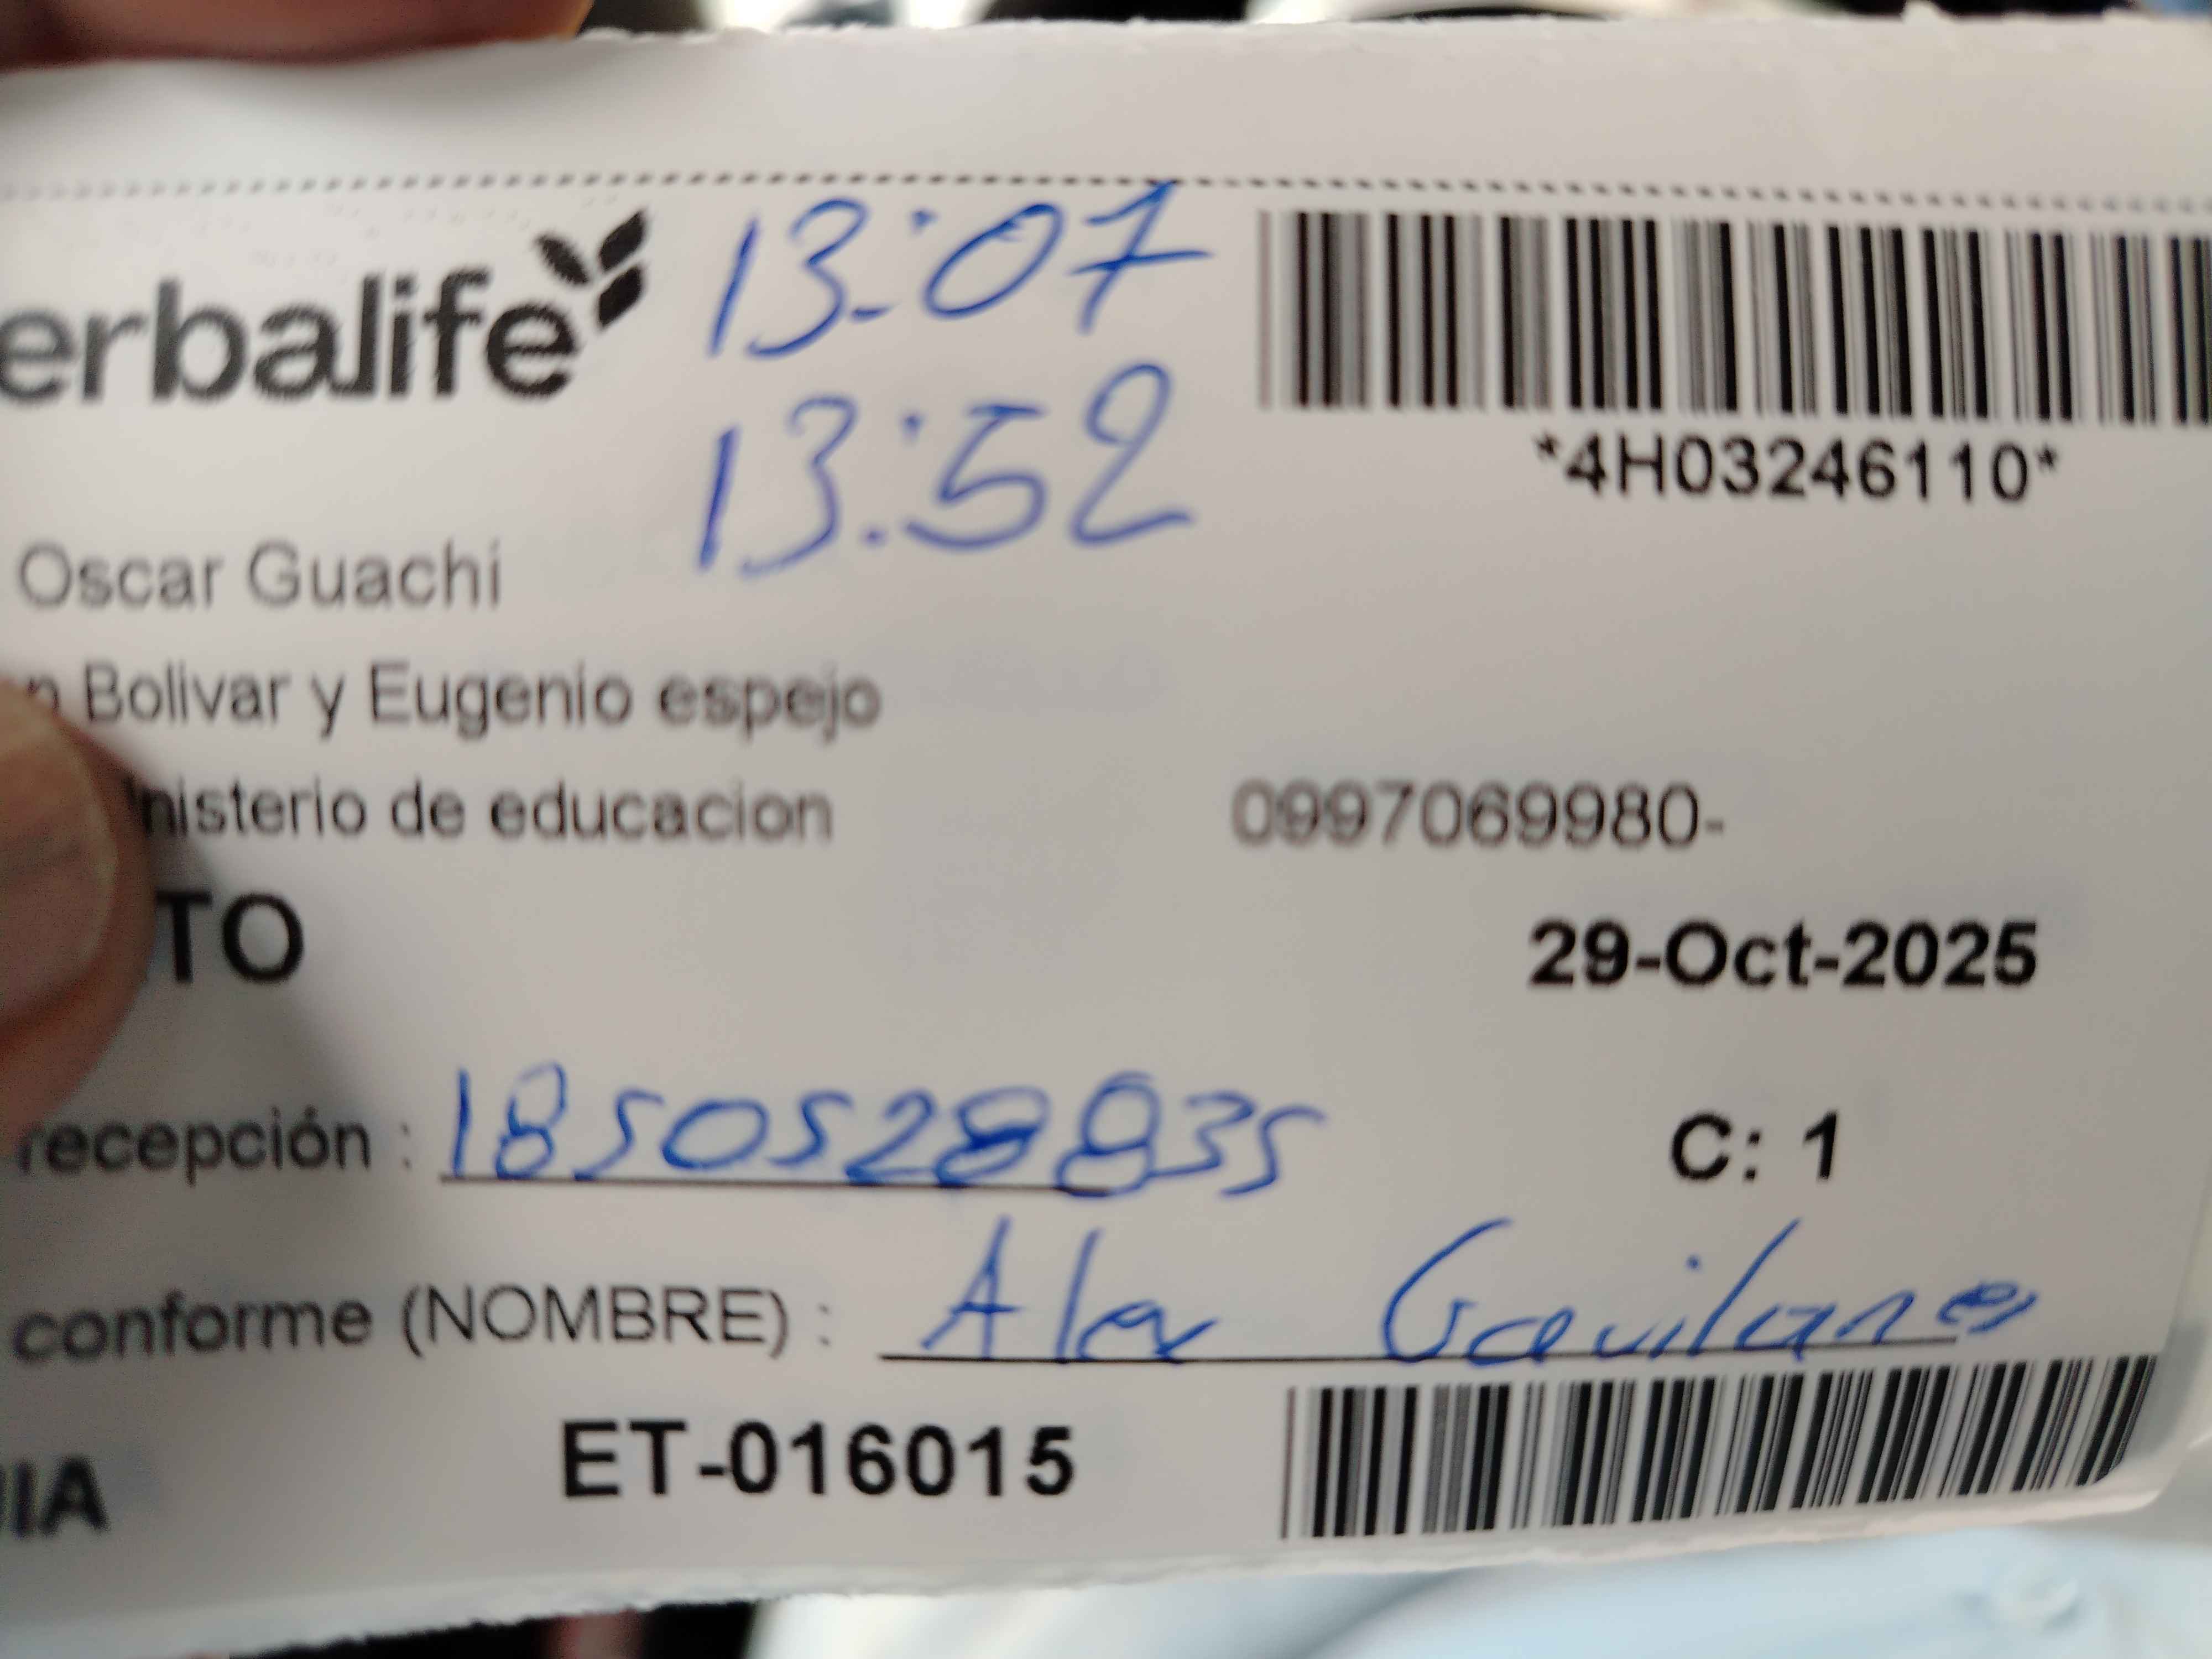 erbalife 13:07
13:52
*4H03246110*
Oscar Guachi
Bolivar y Eugenio espejo
nisterio de educacion 0997069980-
TO 29-Oct-2025
recepción : 1850528835 C: 1
conforme (NOMBRE) : Alex Gavilanes
IA ET-016015